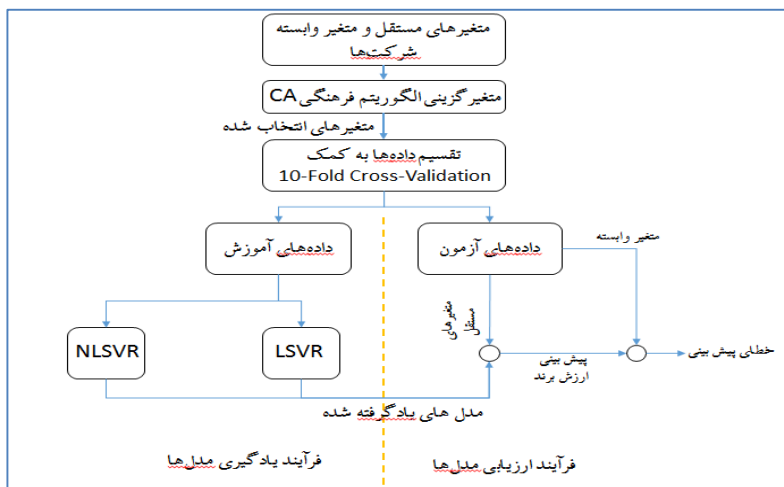 متغیرهای مستقل و متغیر وابسته
شرکت‌ها
متغیرگزینی الگوریتم فرهنگی CA
متغیرهای انتخاب شده
تقسیم داده‌ها به کمک
10-Fold Cross-Validation
داده‌های آزمون
داده‌های آموزش
متغیر وابسته
متغیرهای
مستقل
NLSVR
LSVR
پیش بینی
ارزش برند
خطای پیش بینی
مدل های یادگرفته شده
فرآیند ارزیابی مدل‌ها
فرآیند یادگیری مدل‌ها